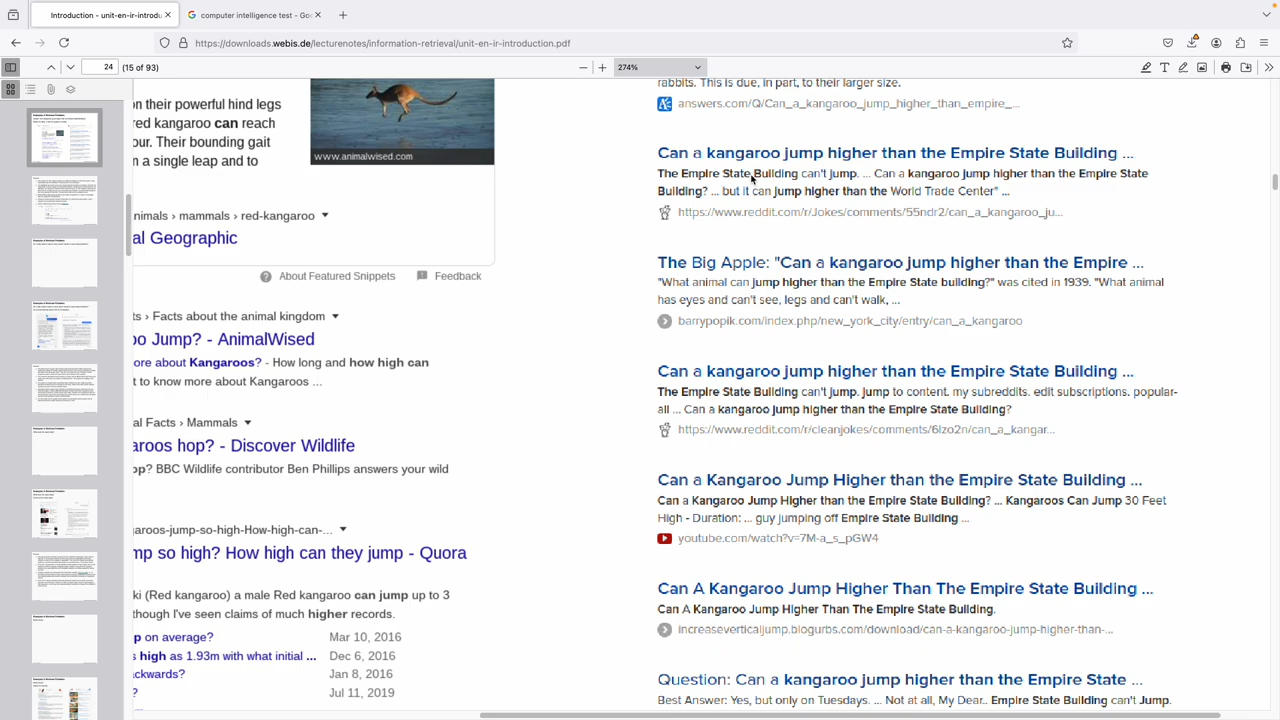 Introduction - unit-en-ir-introdu
computer intelligence test - Go
https://downloads.webis.de/lecturenotes/information-retrieval/unit-en-ir-introduction.pdf
24 (15 of 93)
274%
n their powerful hind legs
red kangaroo can reach
our. Their bounding gait
n a single leap and to
www.animalwised.com
nimals › mammals › red-kangaroo
al Geographic
About Featured Snippets
Feedback
ts › Facts about the animal kingdom
oo Jump? - AnimalWised
ore about Kangaroos? - How long and how high can
t to know more about Kangaroos ...
al Facts › Mammals
aroos hop? - Discover Wildlife
op? BBC Wildlife contributor Ben Phillips answers your wild
aroos-jump-so-high-How-high-can-...
mp so high? How high can they jump - Quora
ki (Red kangaroo) a male Red kangaroo can jump up to 3
though I've seen claims of much higher records.
p on average? Mar 10, 2016
s high as 1.93m with what initial ... Dec 6, 2016
ackwards? Jan 8, 2016
? Jul 11, 2019
rabbits. This is due, in part, to their larger size.
answers.com/Q/Can_a_kangaroo_jump_higher_than_empire_...
Can a kangaroo jump higher than the Empire State Building ...
The Empire State Building can't jump. ... Can a kangaroo jump higher than the Empire State
Building? ... but it can jump higher than the World Trade Center" ...
https://www.reddit.com/r/Jokes/comments/55ndr2/can_a_kangaroo_ju...
The Big Apple: "Can a kangaroo jump higher than the Empire ...
"What animal can jump higher than the Empire State building?" was cited in 1939. "What animal
has eyes and can't see, legs and can't walk, ...
barrypopik.com/index.php/new_york_city/entry/can_a_kangaroo
Can a kangaroo jump higher than the Empire State Building ...
The Empire State Building can't jump. jump to content. my subreddits. edit subscriptions. popular-
all ... Can a kangaroo jump higher than the Empire State Building?
https://www.reddit.com/r/cleanjokes/comments/6lzo2n/can_a_kangar...
Can a Kangaroo Jump Higher than the Empire State Building ...
Can a Kangaroo Jump Higher than the Empire State Building? ... Kangaroos Can Jump 30 Feet
High - Duration: ... guy jumping off Empire State Building ...
youtube.com/watch?v=7M-a_s_pGW4
Can A Kangaroo Jump Higher Than The Empire State Building ...
Can A Kangaroo Jump Higher Than The Empire State Building.
increaseverticaljump.blogurbs.com/download/can-a-kangaroo-jump-higher-than-...
Question: Can a kangaroo jump higher than the Empire State ...
Best Answer: Yes, but only on Tuesdays. ... Not at all, My Dear.. Empire State Building can't Jump.